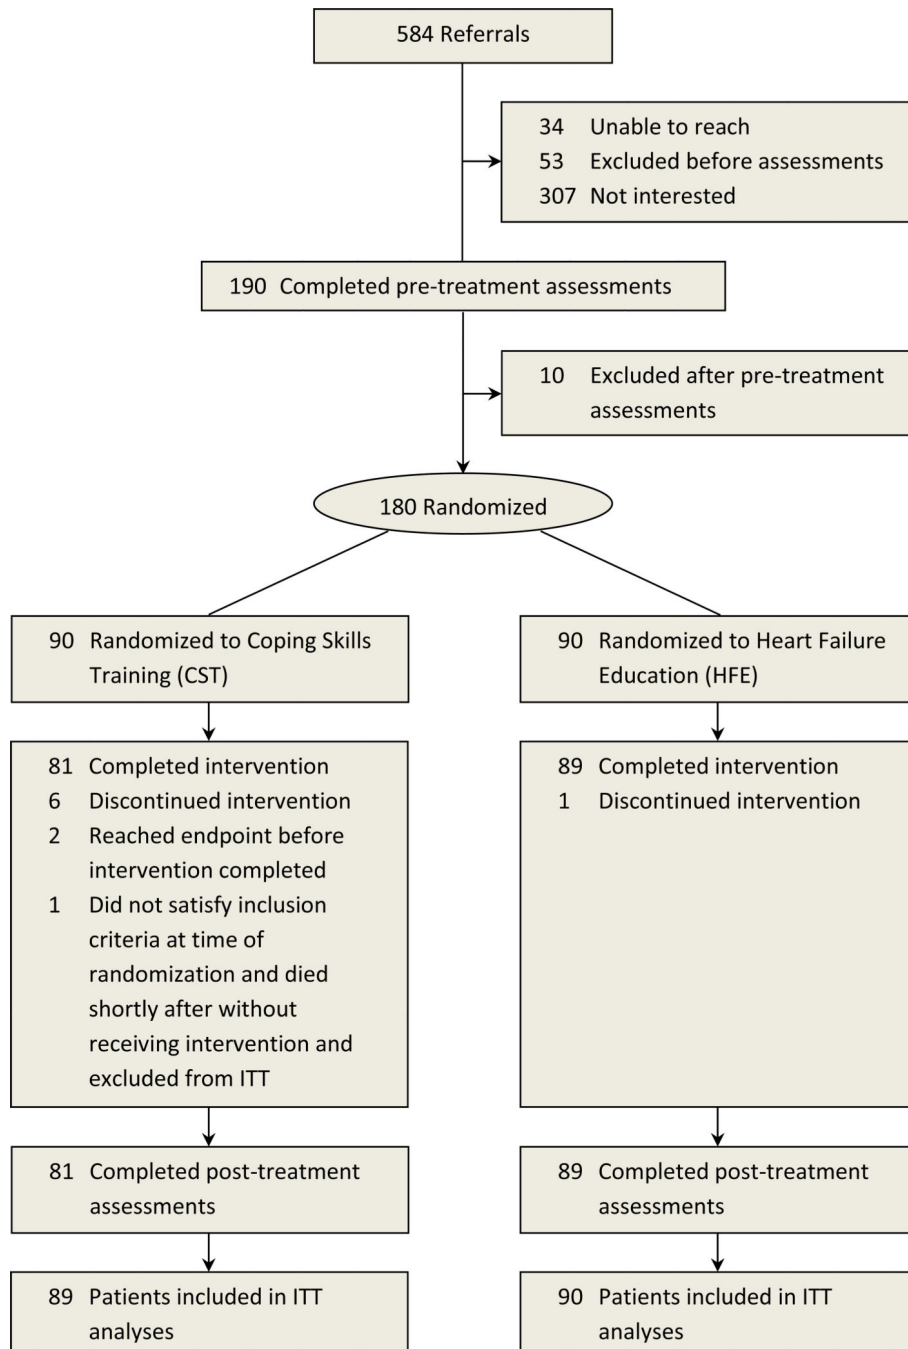 584 Referrals
34 Unable to reach
53 Excluded before assessments
307 Not interested
190 Completed pre-treatment assessments
10 Excluded after pre-treatment
assessments
180 Randomized
90 Randomized to Coping Skills
Training (CST)
90 Randomized to Heart Failure
Education (HFE)
81 Completed intervention
6 Discontinued intervention
2 Reached endpoint before
intervention completed
1 Did not satisfy inclusion
criteria at time of
randomization and died
shortly after without
receiving intervention and
excluded from ITT
89 Completed intervention
1 Discontinued intervention
81 Completed post-treatment
assessments
89 Completed post-treatment
assessments
89 Patients included in ITT
analyses
90 Patients included in ITT
analyses